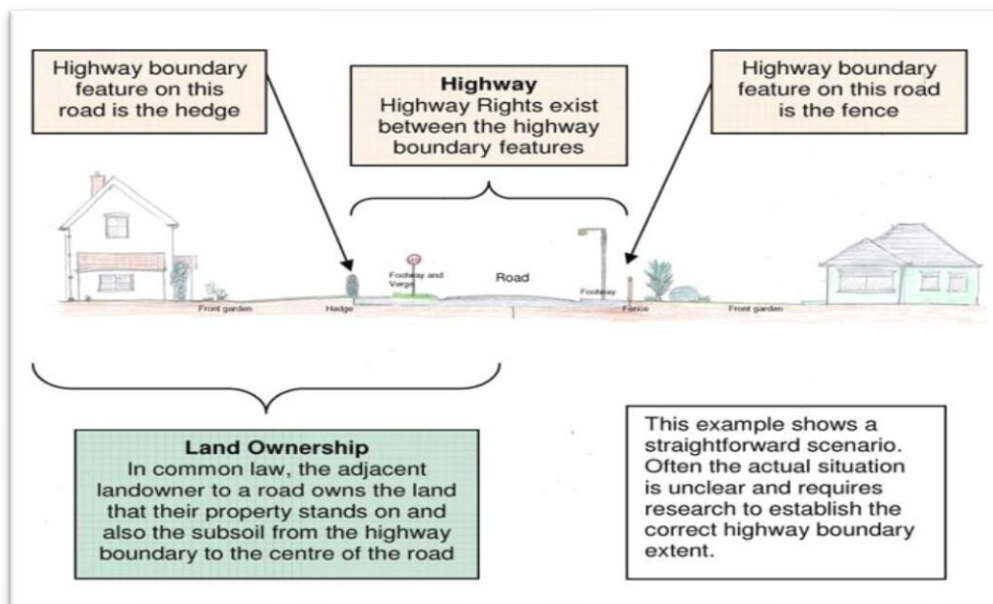 Highway boundary
feature on this
road is the hedge
Highway
Highway Rights exist
between the highway
boundary features
Highway boundary
feature on this road
is the fence
Footway and
Verge
Road
Footway
Front garden
Hedge
Fence
Front garden
Land Ownership
In common law, the adjacent
landowner to a road owns the land
that their property stands on and
also the subsoil from the highway
boundary to the centre of the road
This example shows a
straightforward scenario.
Often the actual situation
is unclear and requires
research to establish the
correct highway boundary
extent.